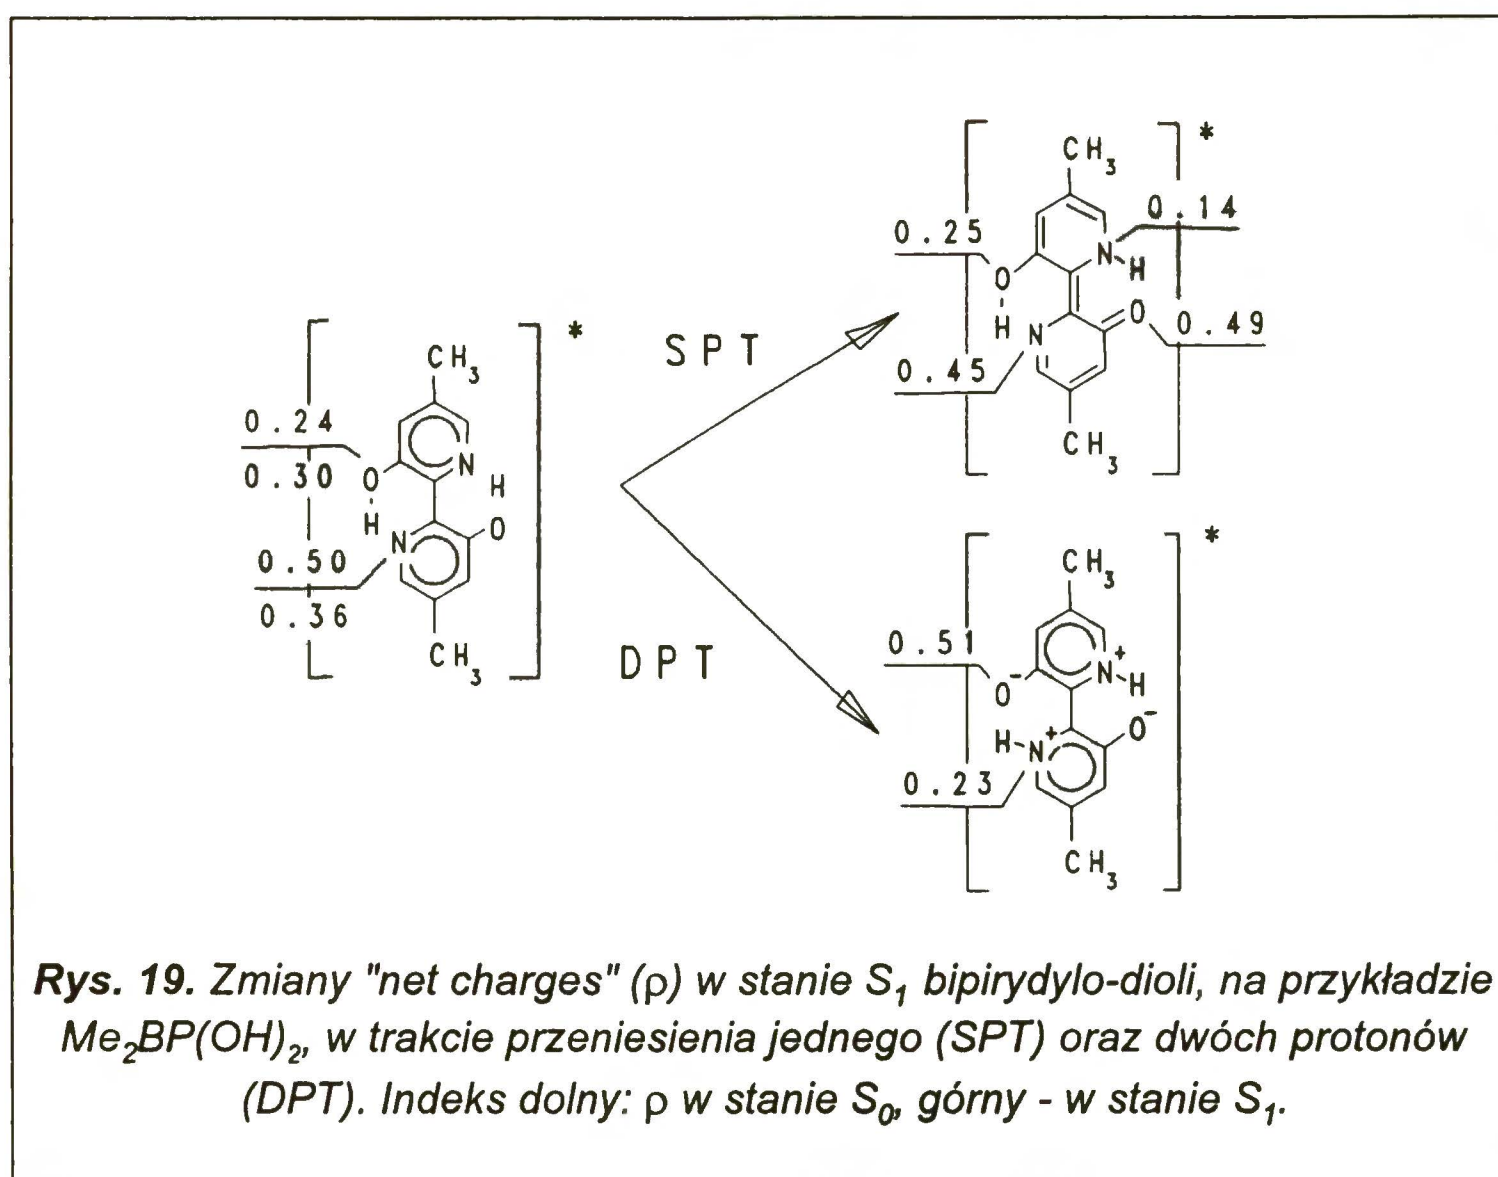 CH3
*
0.25
0.14
O
N
H
H
N
O
0.49
0.45
CH3
SPT
*
CH3
0.24
0.30
O
N
H
H
N
O
0.50
0.36
CH3
DPT
*
CH3
0.51
O-
N+-H
H-N+
O-
0.23
CH3
Rys. 19. Zmiany "net charges" (ρ) w stanie S1 bipirydylo-dioli, na przykładzie
Me2BP(OH)2, w trakcie przeniesienia jednego (SPT) oraz dwóch protonów
(DPT). Indeks dolny: ρ w stanie S0, górny - w stanie S1.